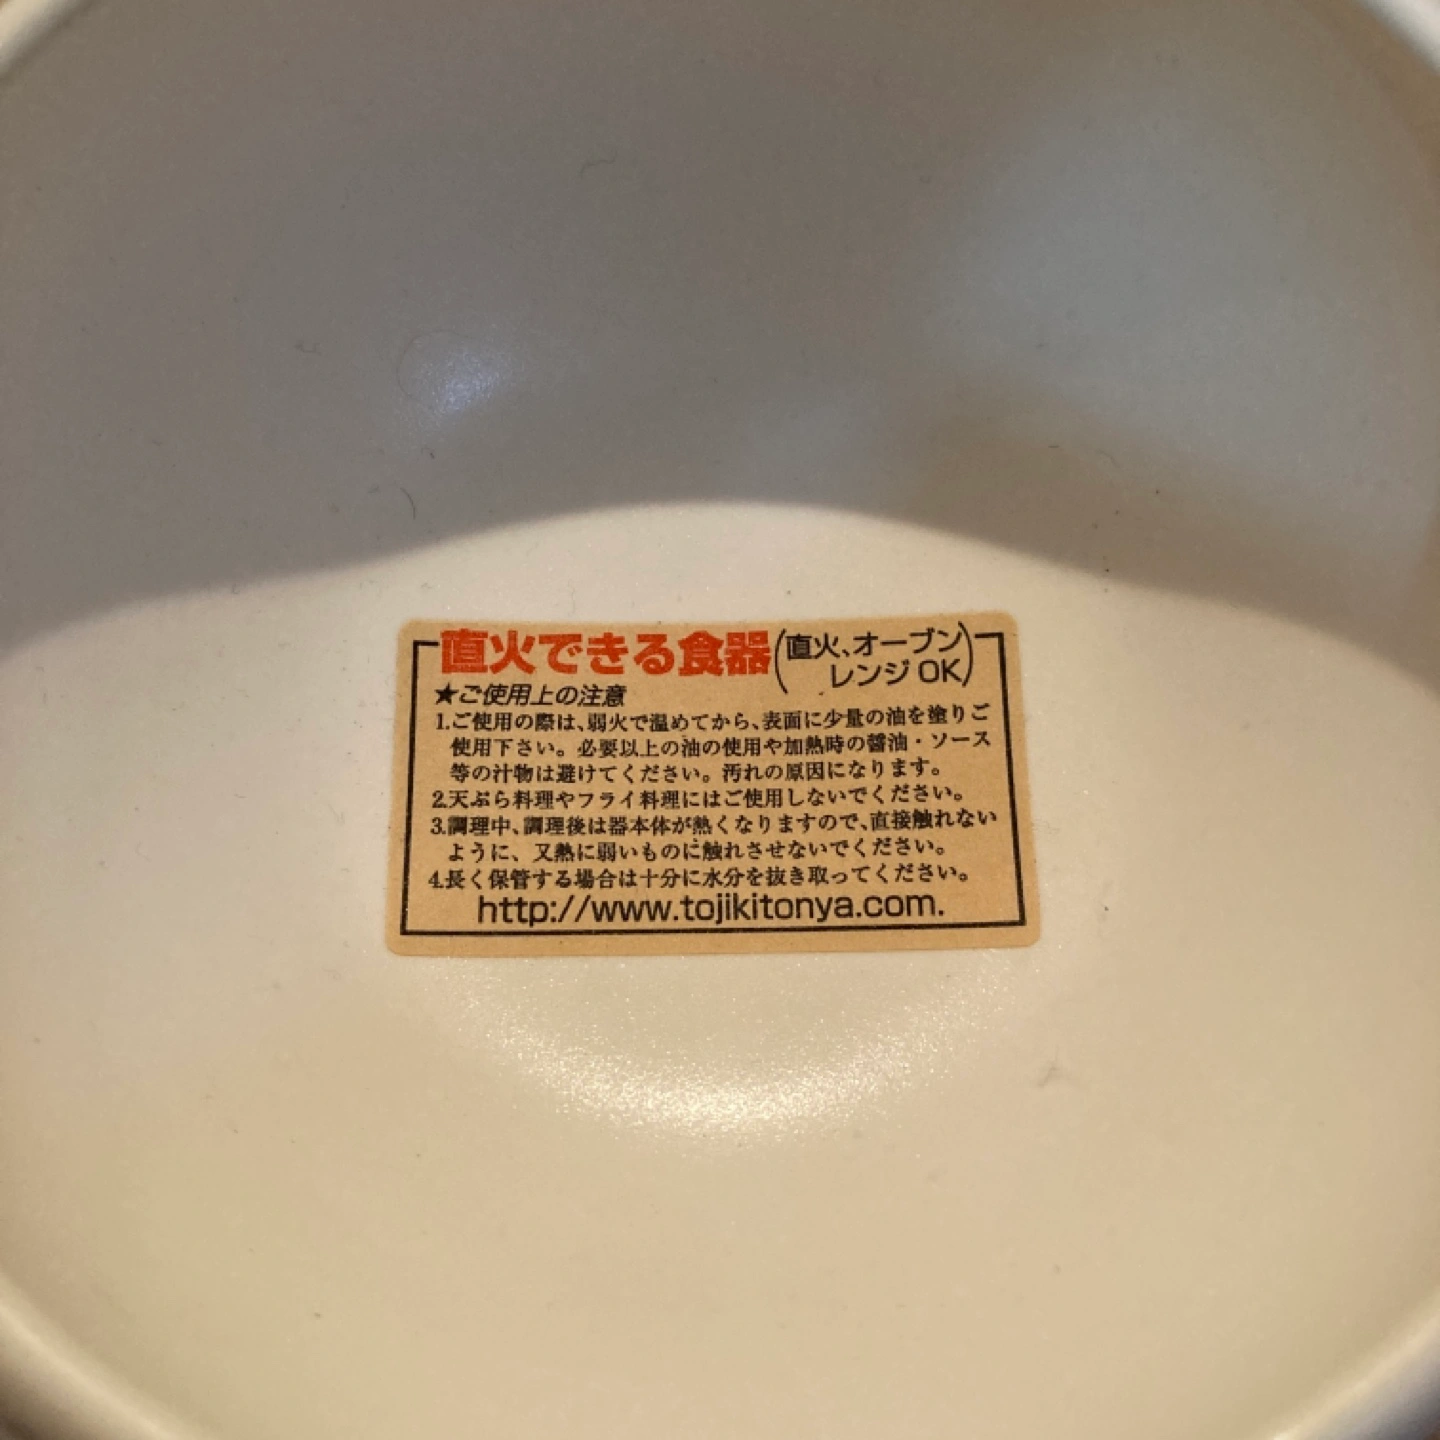 直火できる食器(直火、オーブン
レンジ OK)
★ご使用上の注意
1.ご使用の際は、弱火で温めてから、表面に少量の油を塗りご
使用下さい。必要以上の油の使用や加熱時の醤油・ソース
等の汁物は避けてください。汚れの原因になります。
2.天ぷら料理やフライ料理にはご使用しないでください。
3.調理中、調理後は器本体が熱くなりますので、直接触れない
ように、又熱に弱いものに触れさせないでください。
4.長く保管する場合は十分に水分を抜き取ってください。
http://www.tojikitonya.com.